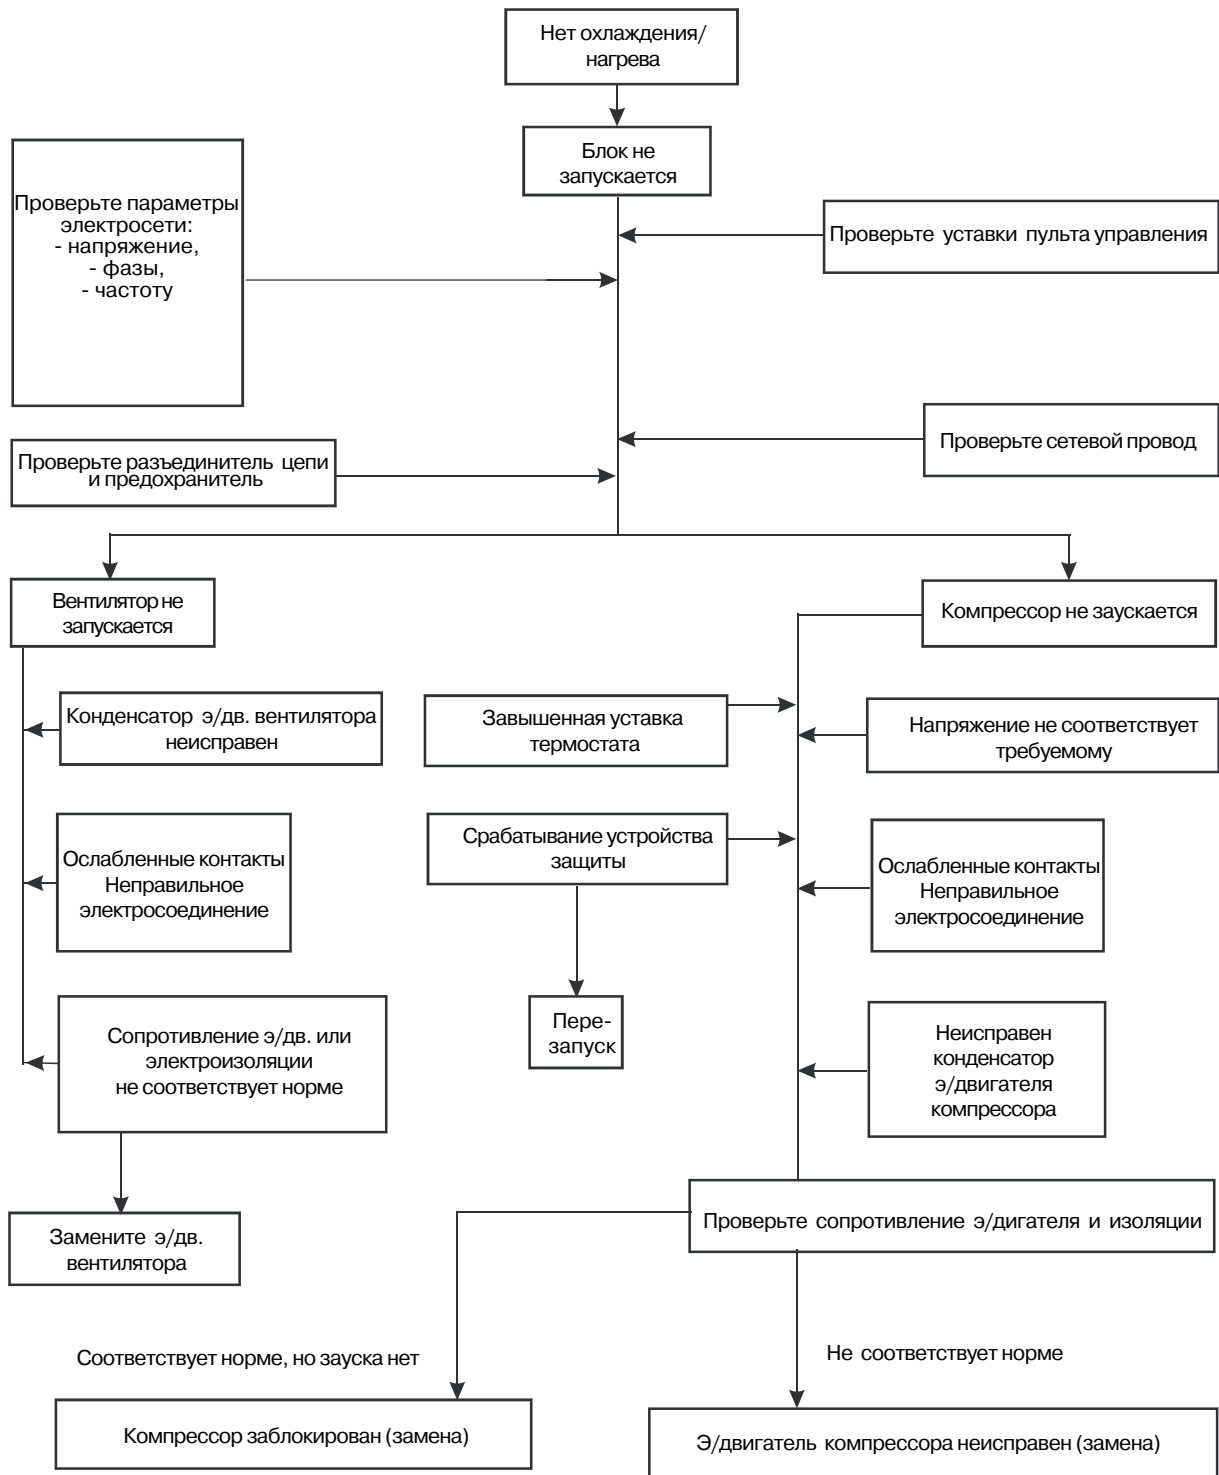 Нет охлаждения/
нагрева
Блок не
запускается
Проверьте параметры
электросети:
- напряжение,
- фазы,
- частоту
Проверьте уставки пульта управления
Проверьте сетевой провод
Проверьте разъединитель цепи
и предохранитель
Вентилятор не
запускается
Компрессор не зауcкается
Конденсатор э/дв. вентилятора
неисправен
Завышенная уставка
термостата
Напряжение не соответствует
требуемому
Ослабленные контакты
Неправильное
электросоединение
Срабатывание устройства
защиты
Ослабленные контакты
Неправильное
электросоединение
Сопротивление э/дв. или
электроизоляции
не соответствует норме
Пере-
запуск
Неисправен
конденсатор
э/двигателя
компрессора
Замените э/дв.
вентилятора
Проверьте сопротивление э/дигателя и изоляции
Соответствует норме, но зауска нет
Не соответствует норме
Компрессор заблокирован (замена)
Э/двигатель компрессора неисправен (замена)